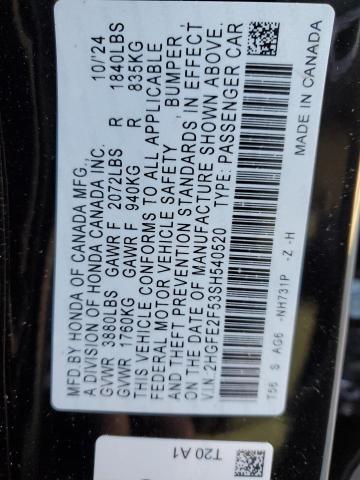 MFD.BY HONDA OF CANADA MFG.,
A DIVISION OF HONDA CANADA INC. 10/'24
GVWR 3880LBS GAWR F 2072LBS R 1840LBS
GVWR 1760KG GAWR F 940KG R 835KG
THIS VEHICLE CONFORMS TO ALL APPLICABLE
FEDERAL MOTOR VEHICLE SAFETY , BUMPER,
AND THEFT PREVENTION STANDARDS IN EFFECT
ON THE DATE OF MANUFACTURE SHOWN ABOVE.
V.I.N. 2HGFE2F53SH540520 TYPE: PASSENGER CAR
T56 S AG6 -NH731P -Z -H
MADE IN CANADA
T20 A1